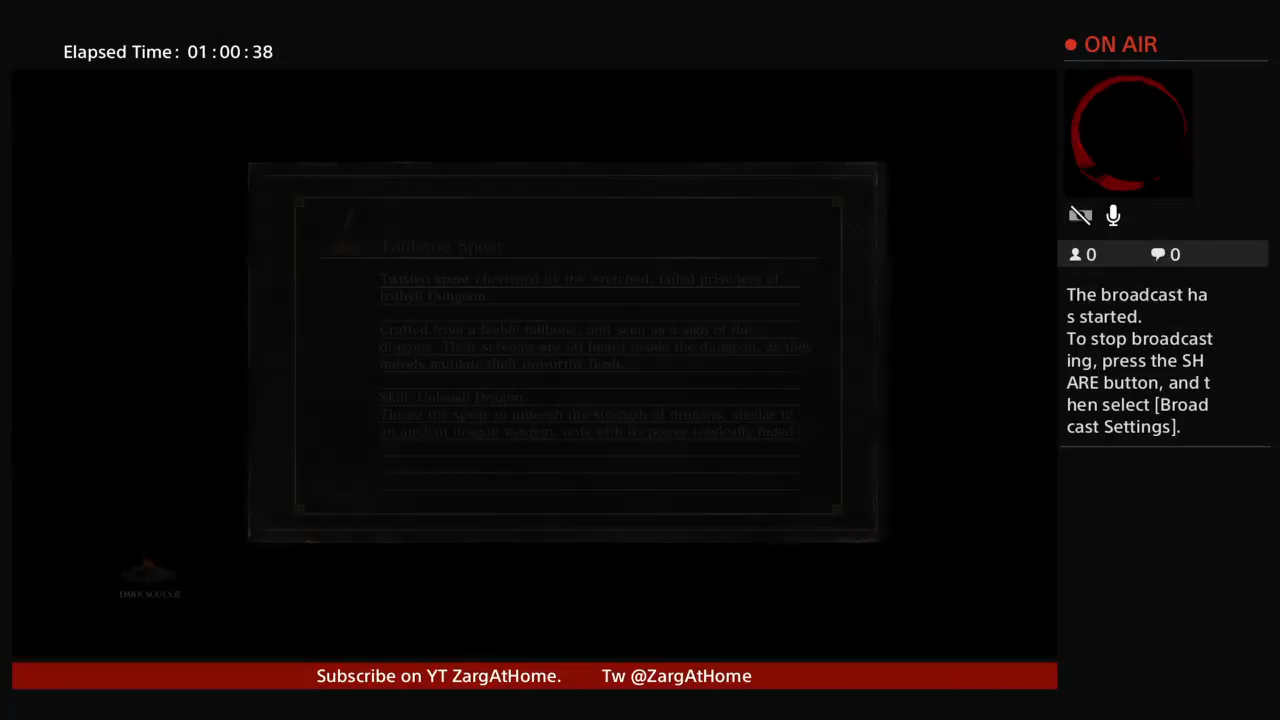 Elapsed Time: 01:00:38
ON AIR
0 0
The broadcast ha
s started.
To stop broadcast
ing, press the SH
ARE button, and t
hen select [Broad
cast Settings].
Tailbone Spear
Twisted spear cherished by the wretched, failed prisoners of
Irithyll Dungeon.
Crafted from a feeble tailbone, and seen as a sign of the
dragons. Their screams are oft heard inside the dungeon, as they
naively mutilate their unworthy flesh.
Skill: Unleash Dragon
Thrust the spear to unleash the strength of dragons, similar to
an ancient dragon weapon, only with its power tragically faded.
DARK SOULS III
Subscribe on YT ZargAtHome. Tw @ZargAtHome